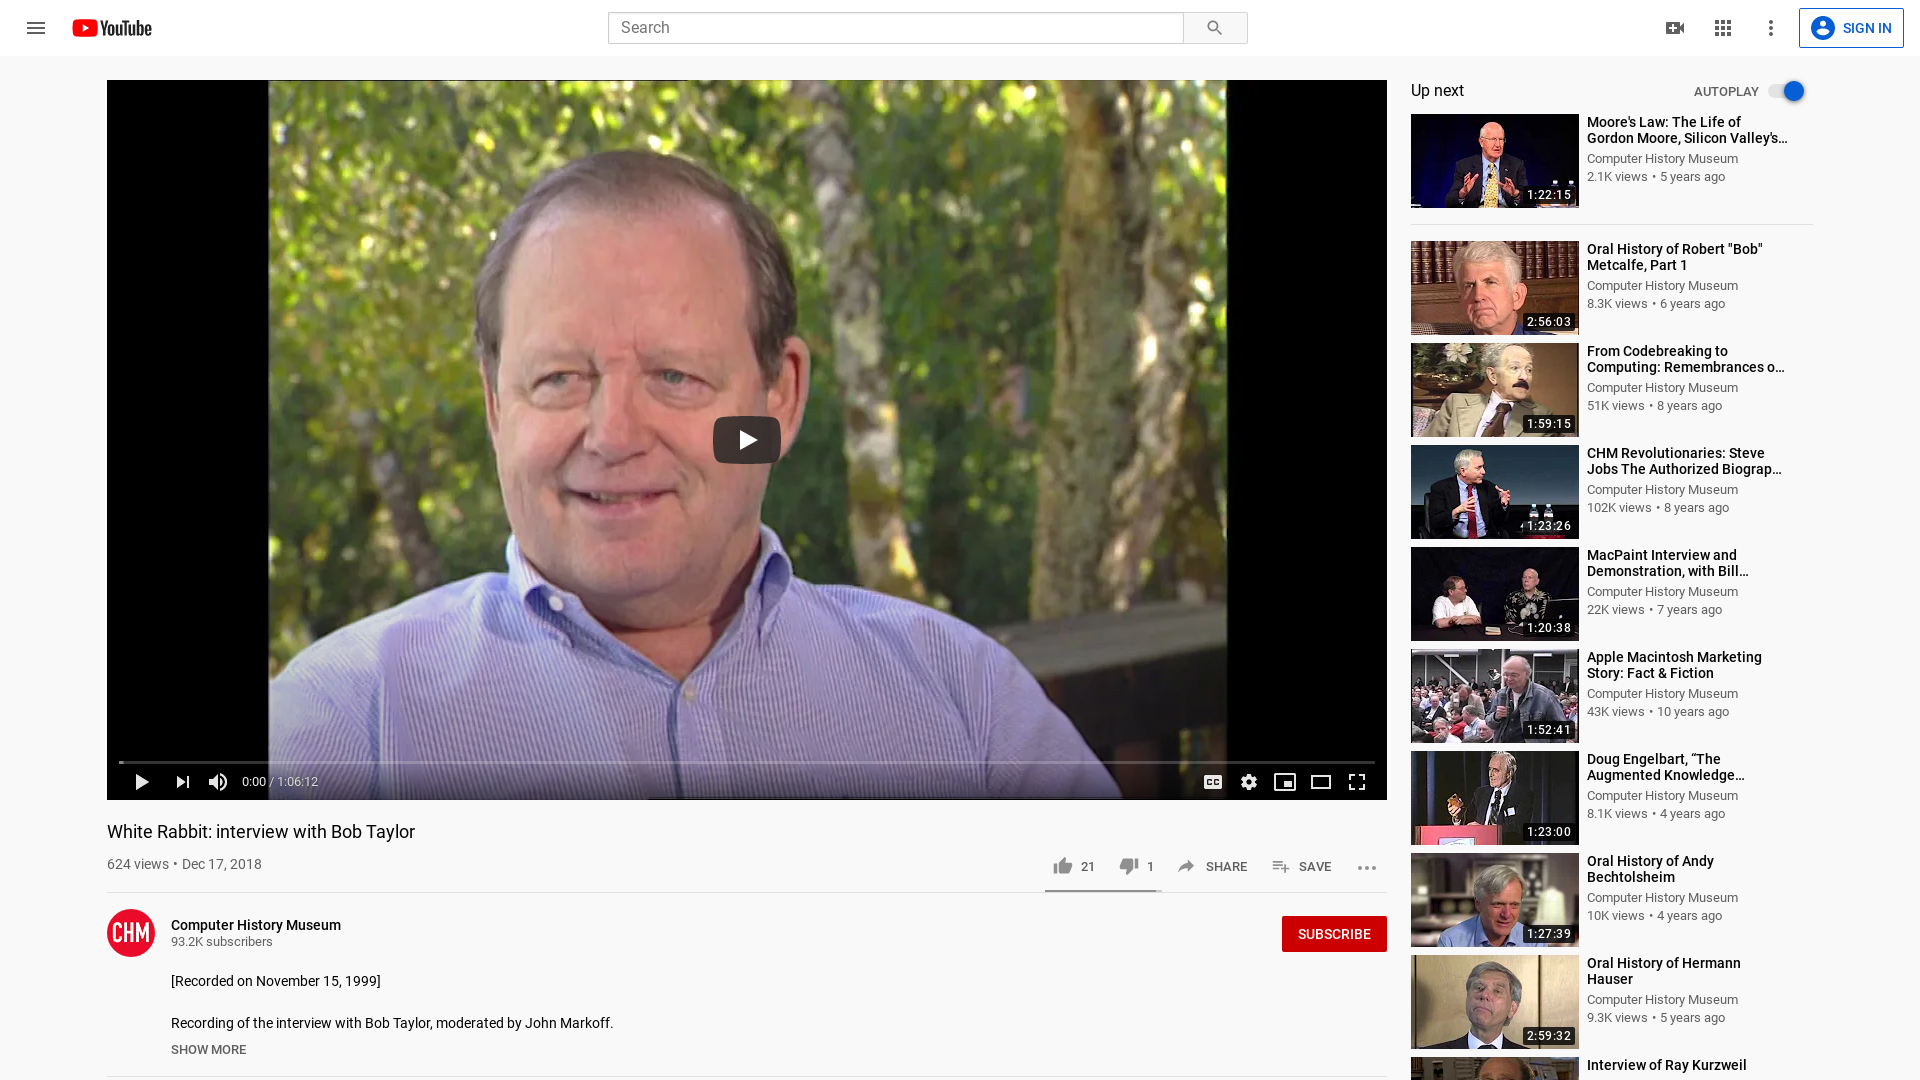 YouTube
Search
SIGN IN
0:00 / 1:06:12
CC
White Rabbit: interview with Bob Taylor
624 views • Dec 17, 2018
21
1
SHARE
SAVE
CHM
Computer History Museum
93.2K subscribers
SUBSCRIBE
[Recorded on November 15, 1999]
Recording of the interview with Bob Taylor, moderated by John Markoff.
SHOW MORE
Up next
AUTOPLAY
1:22:15
Moore's Law: The Life of
Gordon Moore, Silicon Valley's...
Computer History Museum
2.1K views • 5 years ago
2:56:03
Oral History of Robert "Bob"
Metcalfe, Part 1
Computer History Museum
8.3K views • 6 years ago
1:59:15
From Codebreaking to
Computing: Remembrances o...
Computer History Museum
51K views • 8 years ago
1:23:26
CHM Revolutionaries: Steve
Jobs The Authorized Biograp...
Computer History Museum
102K views • 8 years ago
1:20:38
MacPaint Interview and
Demonstration, with Bill...
Computer History Museum
22K views • 7 years ago
1:52:41
Apple Macintosh Marketing
Story: Fact & Fiction
Computer History Museum
43K views • 10 years ago
1:23:00
Doug Engelbart, “The
Augmented Knowledge...
Computer History Museum
8.1K views • 4 years ago
1:27:39
Oral History of Andy
Bechtolsheim
Computer History Museum
10K views • 4 years ago
2:59:32
Oral History of Hermann
Hauser
Computer History Museum
9.3K views • 5 years ago
Interview of Ray Kurzweil